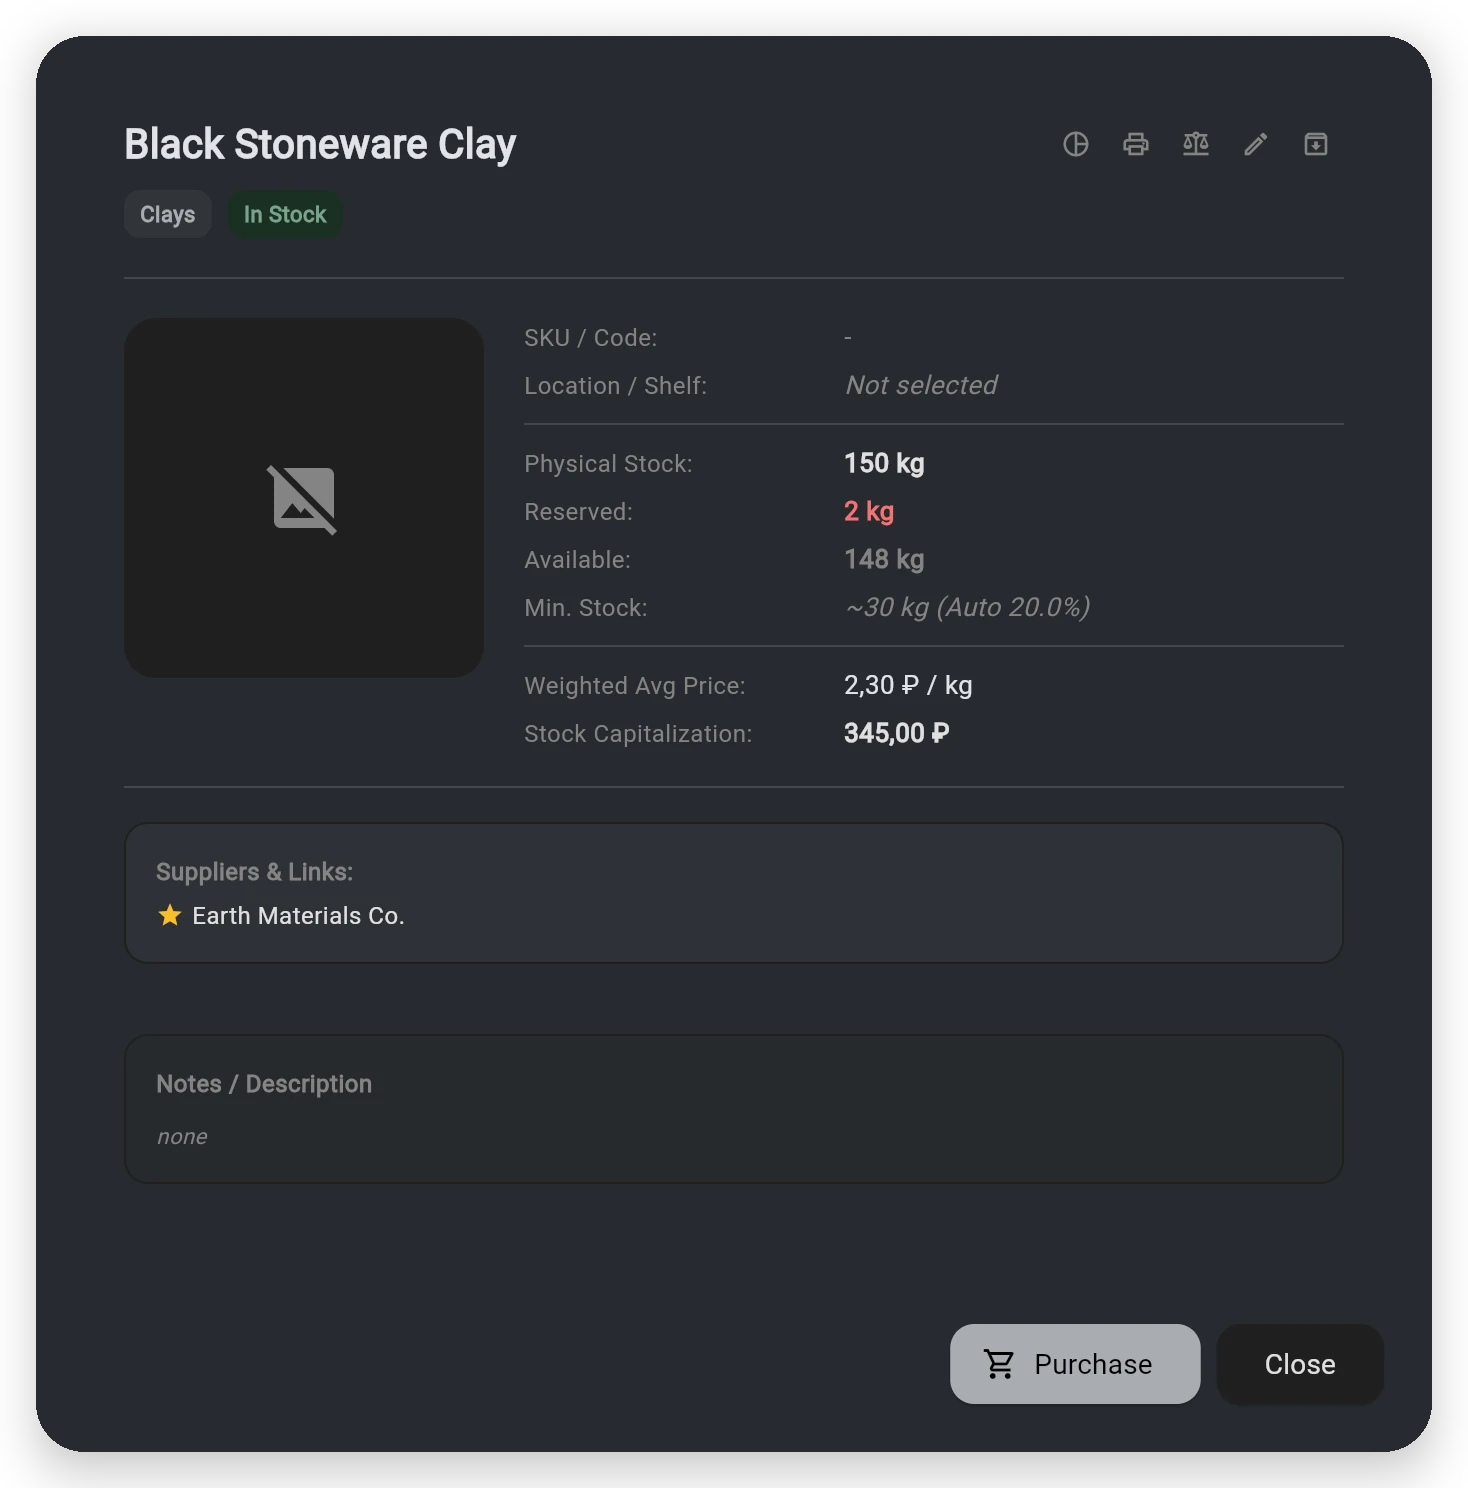 Black Stoneware Clay
Clays In Stock
SKU / Code: -
Location / Shelf: Not selected
Physical Stock: 150 kg
Reserved: 2 kg
Available: 148 kg
Min. Stock: ~30 kg (Auto 20.0%)
Weighted Avg Price: 2,30 ₽ / kg
Stock Capitalization: 345,00 ₽
Suppliers & Links:
Earth Materials Co.
Notes / Description
none
Purchase Close